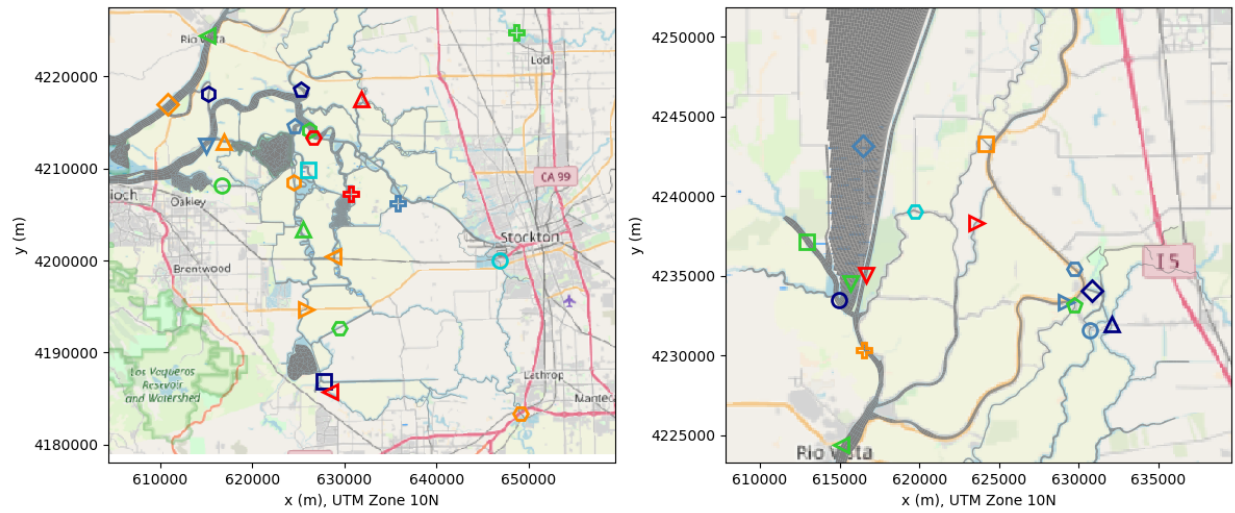 4220000
4210000
4200000
4190000
4180000
y (m)
610000 620000 630000 640000 650000
x (m), UTM Zone 10N
Rio Vista
Lodi
Oakley
Brentwood
Los Vaqueros
Reservoir
and Watershed
CA 99
Stockton
Lathrop
4250000
4245000
4240000
4235000
4230000
4225000
y (m)
610000 615000 620000 625000 630000 635000
x (m), UTM Zone 10N
I 5
Rio Vista